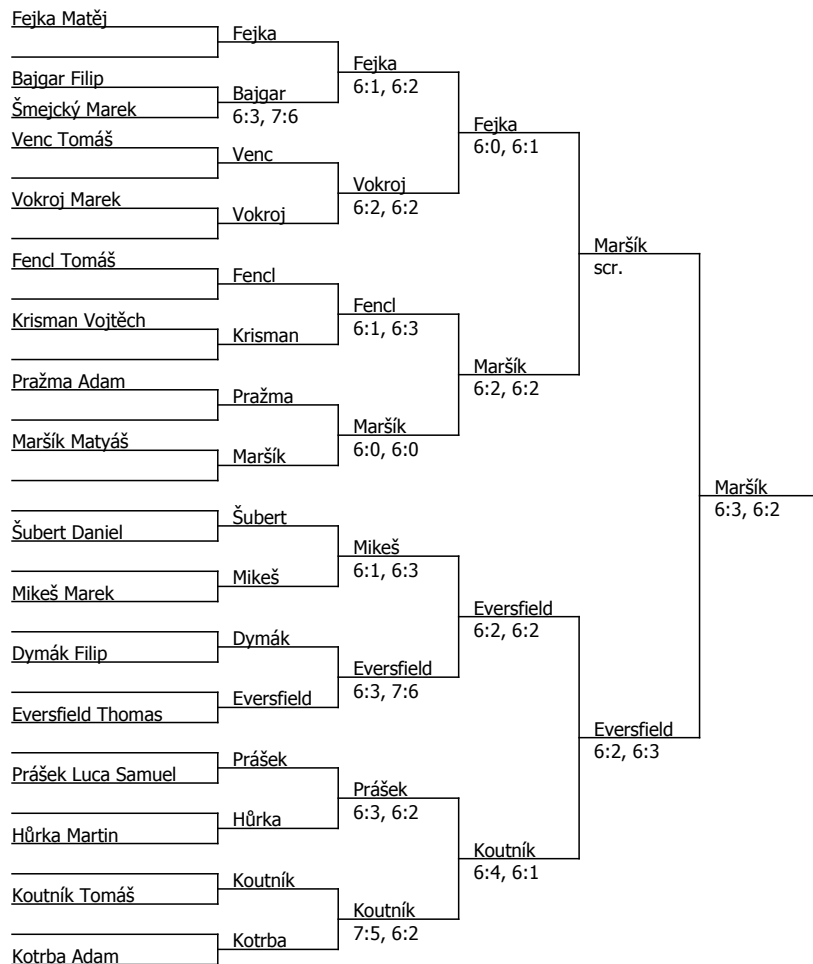 Fejka Matěj
Bajgar Filip
Šmejcký Marek
Venc Tomáš
Vokroj Marek
Fencl Tomáš
Krisman Vojtěch
Pražma Adam
Maršík Matyáš
Šubert Daniel
Mikeš Marek
Dymák Filip
Eversfield Thomas
Prášek Luca Samuel
Hůrka Martin
Koutník Tomáš
Kotrba Adam
Fejka
Bajgar
6:3, 7:6
Venc
Vokroj
Fencl
Krisman
Pražma
Maršík
Šubert
Mikeš
Dymák
Eversfield
Prášek
Hůrka
Koutník
Kotrba
Fejka
6:1, 6:2
Vokroj
6:2, 6:2
Fencl
6:1, 6:3
Maršík
6:0, 6:0
Mikeš
6:1, 6:3
Eversfield
6:3, 7:6
Prášek
6:3, 6:2
Koutník
7:5, 6:2
Fejka
6:0, 6:1
Maršík
6:2, 6:2
Eversfield
6:2, 6:2
Koutník
6:4, 6:1
Maršík
scr.
Eversfield
6:2, 6:3
Maršík
6:3, 6:2